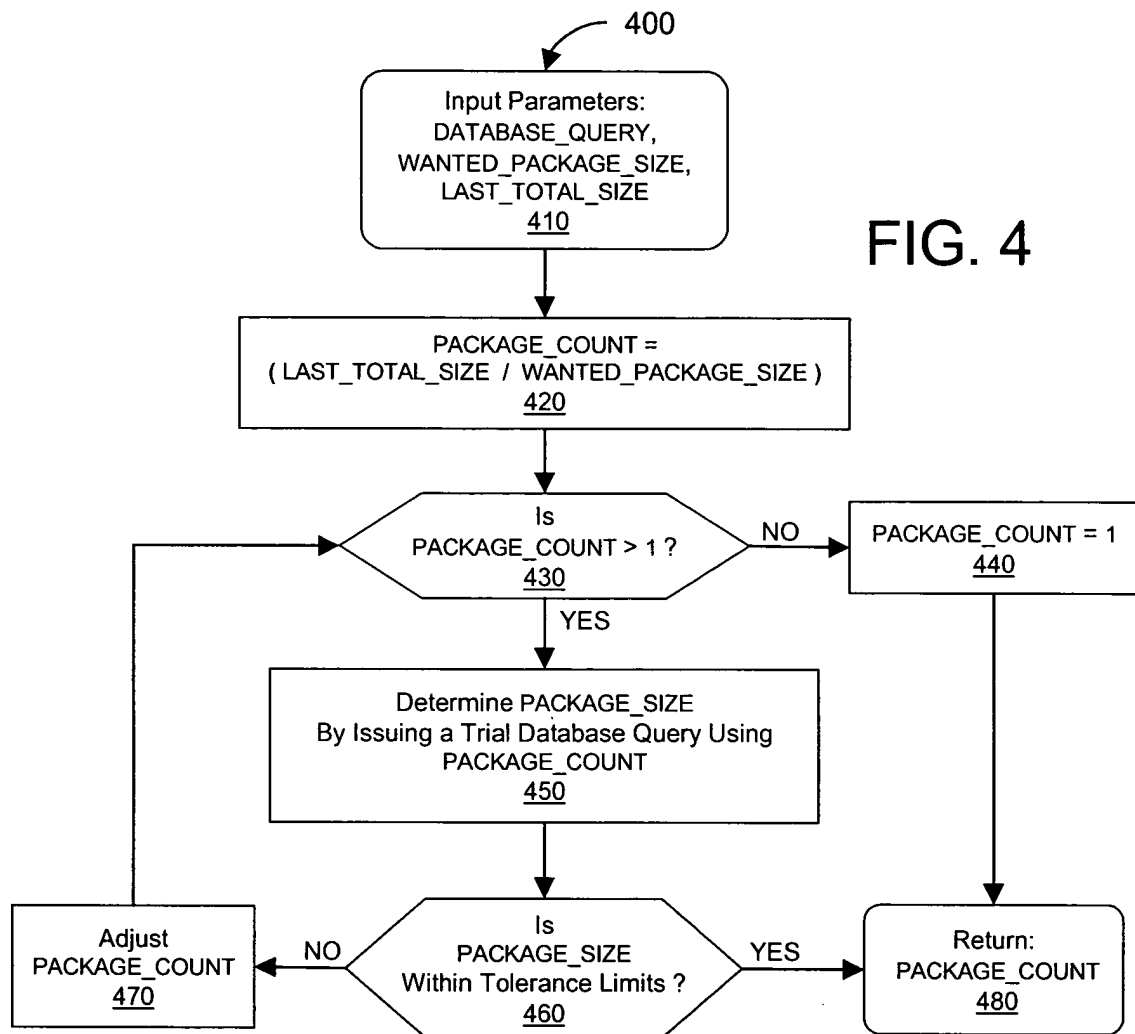 400
Input Parameters:
DATABASE_QUERY,
WANTED_PACKAGE_SIZE,
LAST_TOTAL_SIZE
410
FIG. 4
PACKAGE_COUNT =
( LAST_TOTAL_SIZE / WANTED_PACKAGE_SIZE )
420
Is
PACKAGE_COUNT > 1 ?
430
NO
PACKAGE_COUNT = 1
440
YES
Determine PACKAGE_SIZE
By Issuing a Trial Database Query Using
PACKAGE_COUNT
450
Adjust
PACKAGE_COUNT
470
NO
Is
PACKAGE_SIZE
Within Tolerance Limits ?
460
YES
Return:
PACKAGE_COUNT
480